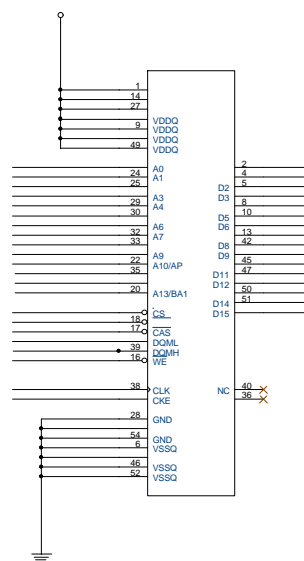 1
14
27
VDDQ
9 VDDQ
VDDQ
49 VDDQ
A0 2
24 A1 4
25 D2 5
A3 D3
29 A4 8
30 D5 10
A6 D6
32 A7 13
33 D8 42
A9 D9
22 A10/AP 45
35 D11 47
D12
20 A13/BA1 50
D14 51
D15
CS
18
17 CAS
DQML
39 DQMH
16 WE
38 CLK NC 40
CKE 36
28 GND
54 GND
6 VSSQ
46 VSSQ
52 VSSQ